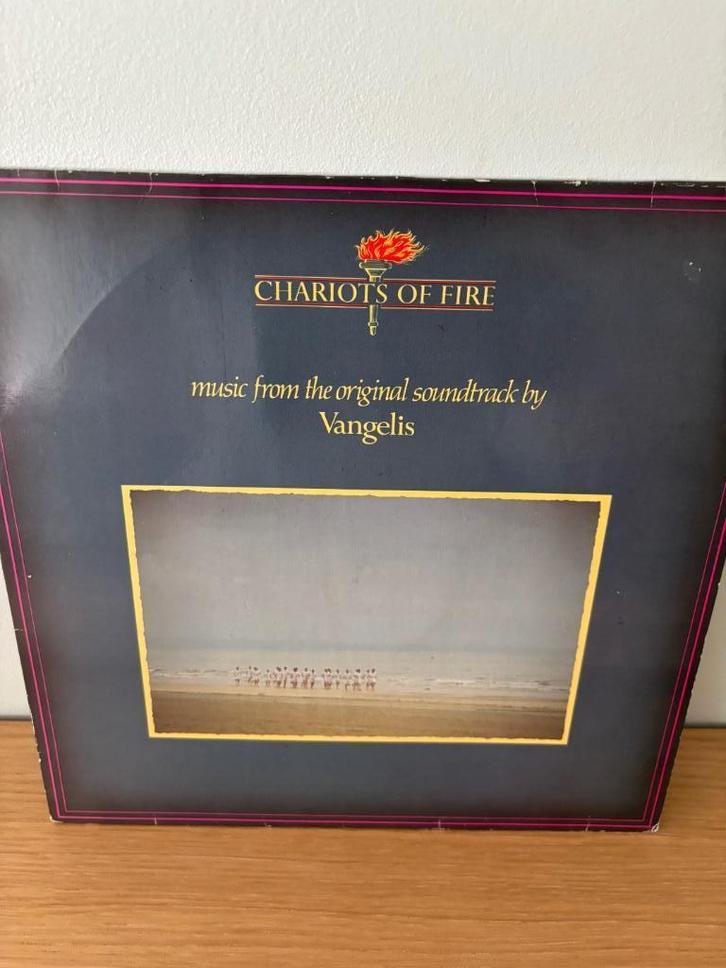 CHARIOTS OF FIRE
music from the original soundtrack by
Vangelis